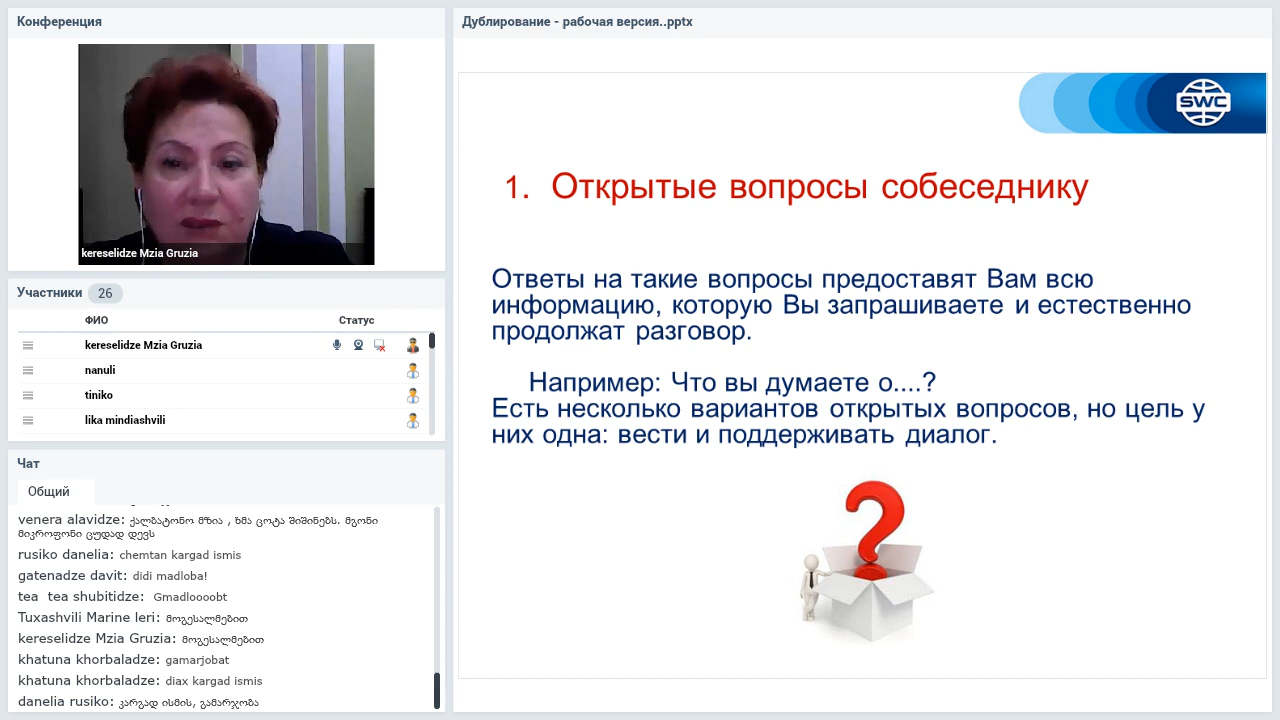 Конференция
kereselidze Mzia Gruzia
Участники 26
ФИО Статус
kereselidze Mzia Gruzia
nanuli
tiniko
lika mindiashvili
Чат
Общий
venera alavidze: ქალბატონო მზია , ხმა ცოტა შიშინებს. მგონი
მიკროფონი ცუდად დევს
rusiko danelia: chemtan kargad ismis
gatenadze davit: didi madloba!
tea tea shubitidze: Gmadloooobt
Tuxashvili Marine leri: მოგესალმებით
kereselidze Mzia Gruzia: მოგესალმებით
khatuna khorbaladze: gamarjobat
khatuna khorbaladze: diax kargad ismis
danelia rusiko: კარგად ისმის, გამარჯობა
Дублирование - рабочая версия..pptx
SWC
1. Открытые вопросы собеседнику
Ответы на такие вопросы предоставят Вам всю
информацию, которую Вы запрашиваете и естественно
продолжат разговор.
Например: Что вы думаете о....?
Есть несколько вариантов открытых вопросов, но цель у
них одна: вести и поддерживать диалог.